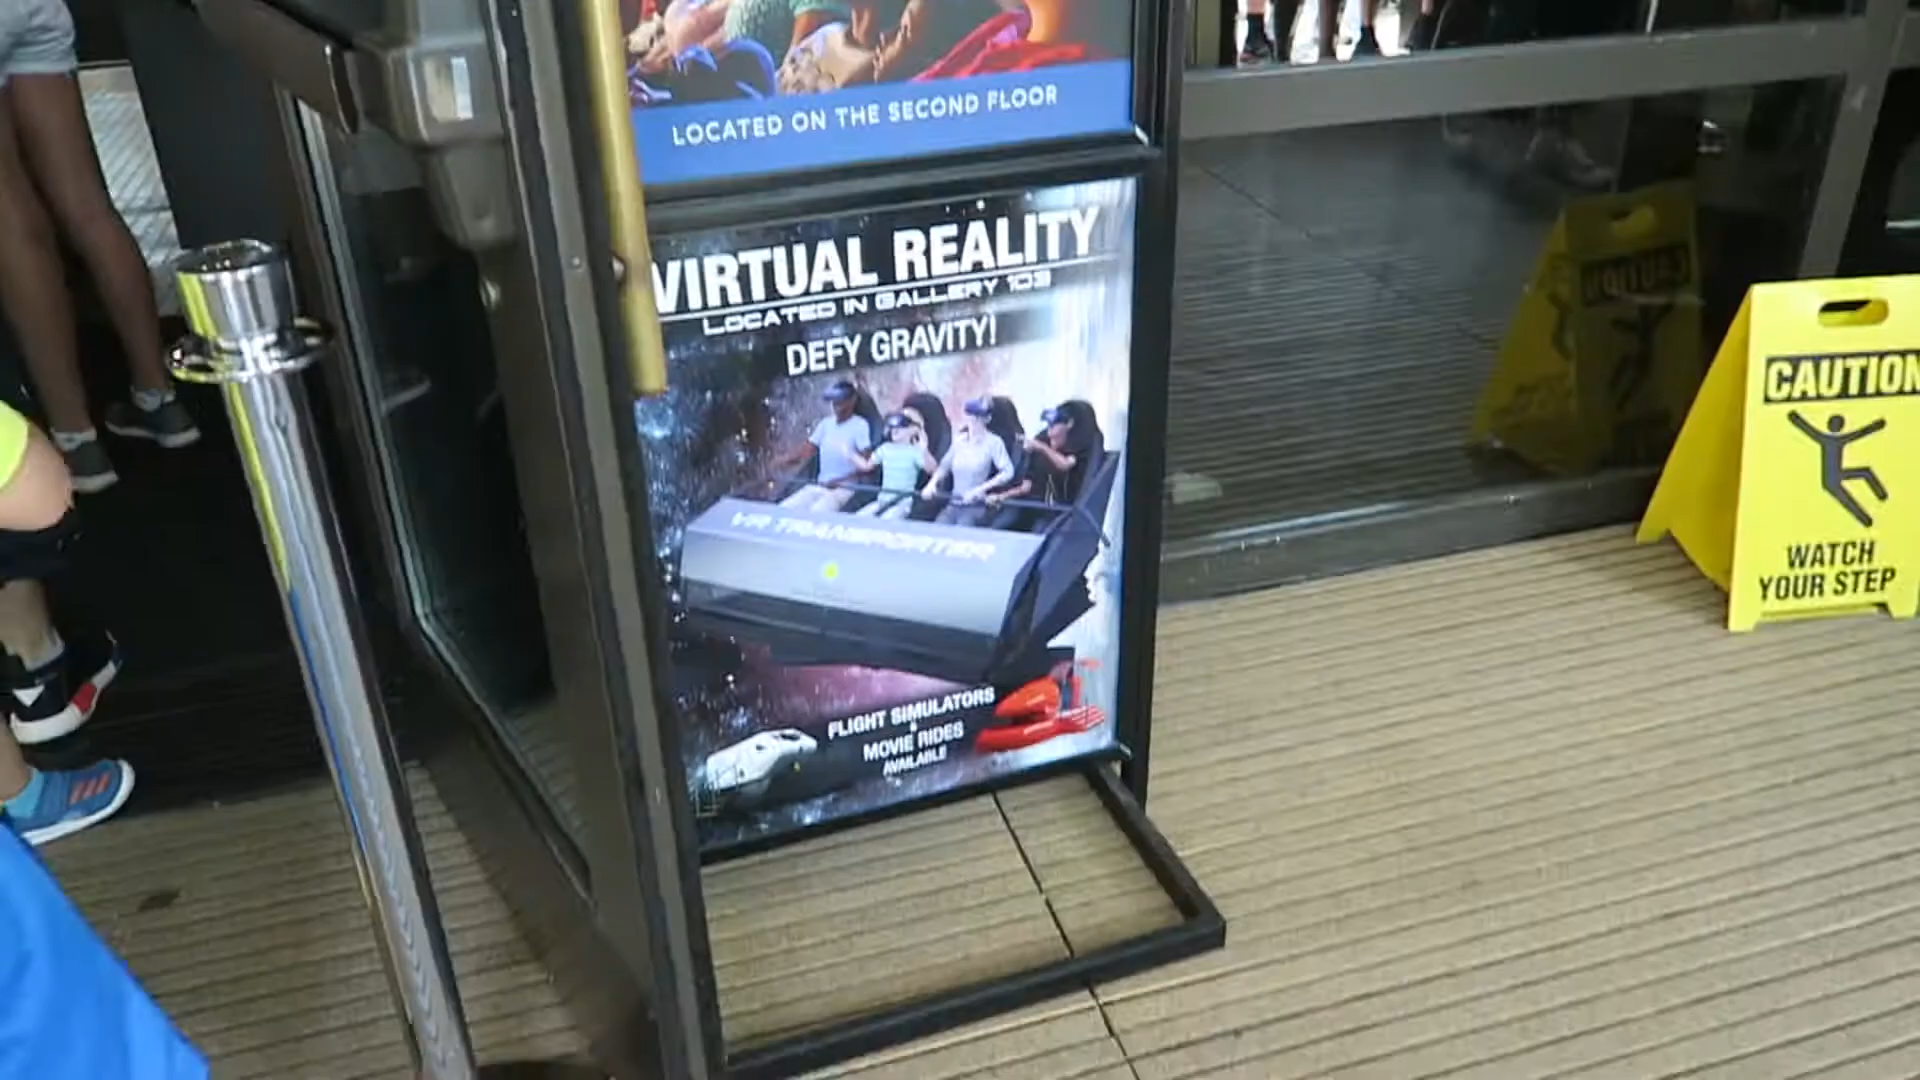 LOCATED ON THE SECOND FLOOR
VIRTUAL REALITY
LOCATED IN GALLERY 103
DEFY GRAVITY!
VR TRANSPORTER
FLIGHT SIMULATORS
&
MOVIE RIDES
AVAILABLE
CAUTION
WATCH
YOUR STEP
CAUTION